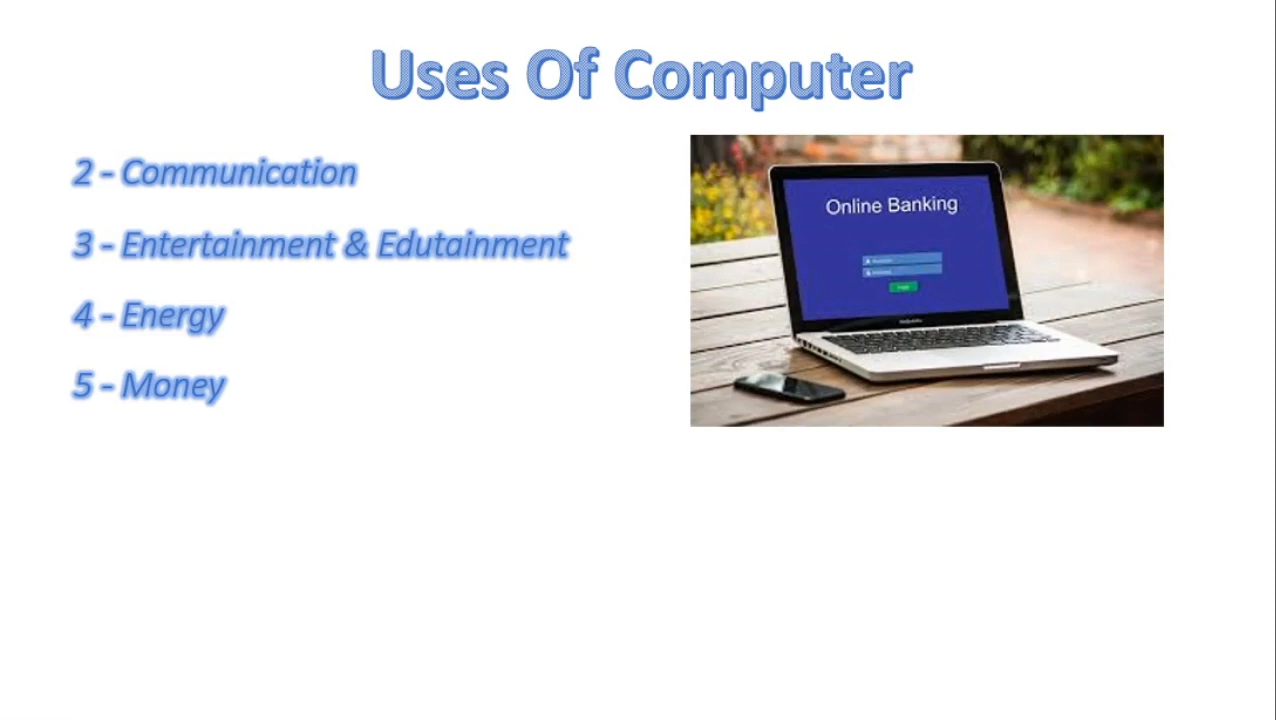 Uses Of Computer
2 - Communication
3 - Entertainment & Edutainment
4 - Energy
5 - Money
Online Banking